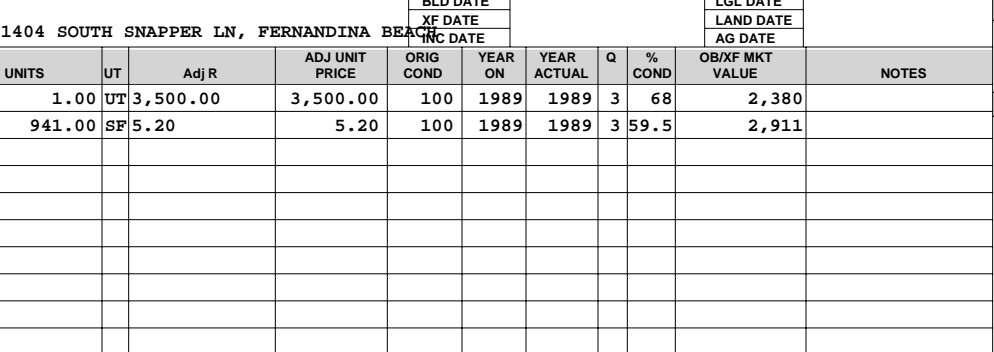 BLD DATE LGL DATE
XF DATE LAND DATE
1404 SOUTH SNAPPER LN, FERNANDINA BEACH
INC DATE AG DATE
UNITS UT Adj R ADJ UNIT PRICE ORIG COND YEAR ON YEAR ACTUAL Q % COND OB/XF MKT VALUE NOTES
1.00 UT 3,500.00 3,500.00 100 1989 1989 3 68 2,380
941.00 SF 5.20 5.20 100 1989 1989 3 59.5 2,911